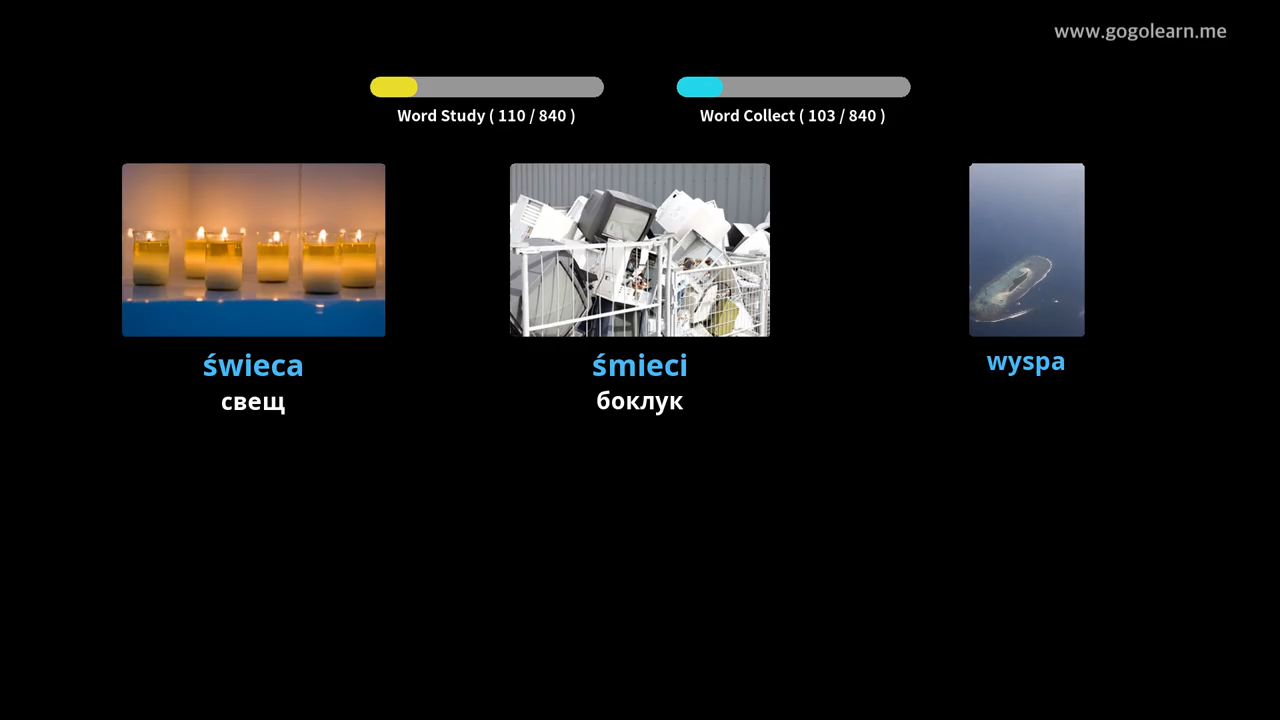 www.gogolearn.me
Word Study ( 110 / 840 )
Word Collect ( 103 / 840 )
świeca
свещ
śmieci
боклук
wyspa